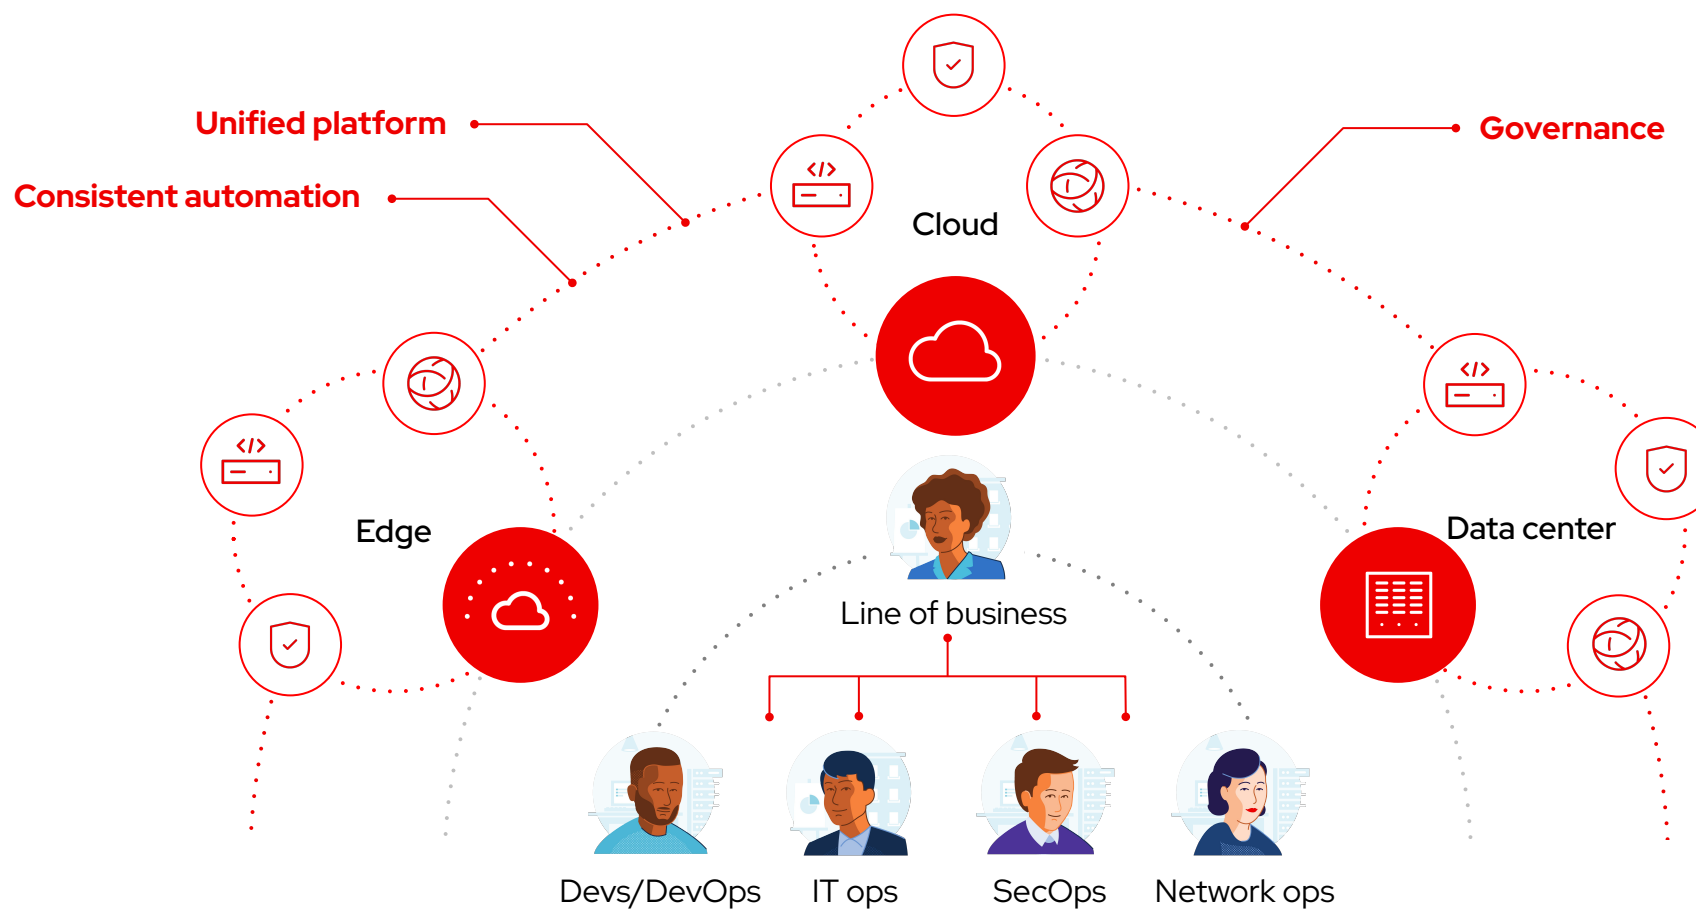 Unified platform
Governance
Consistent automation
Cloud
</>
</>
</>
</>
Edge
Data center
Line of business
Devs/DevOps
IT ops
SecOps
Network ops